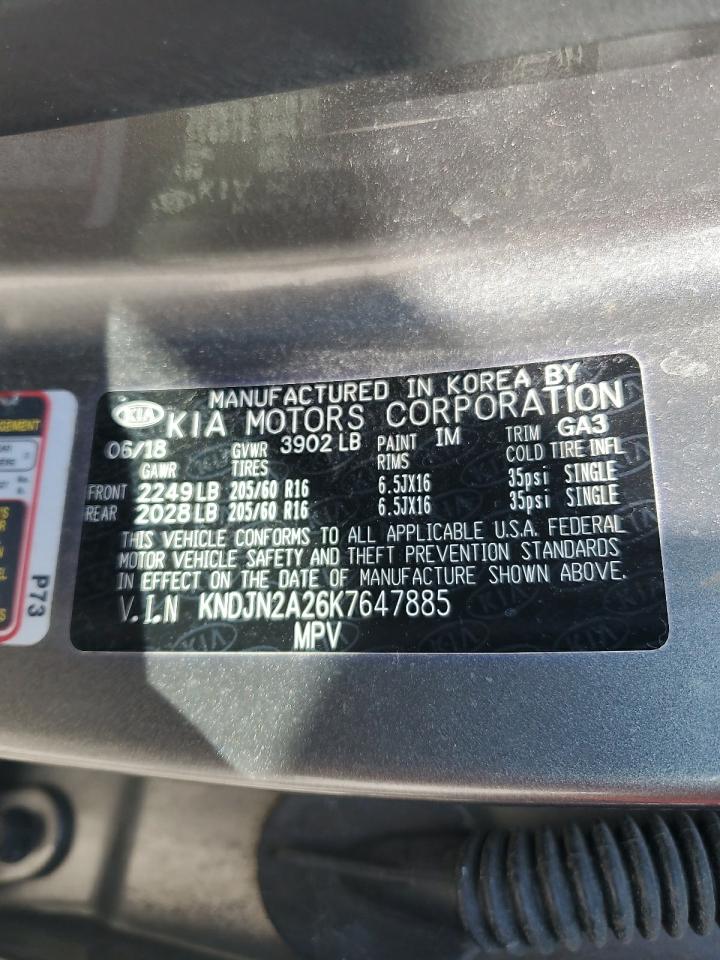 MANUFACTURED IN KOREA BY
KIA KIA MOTORS CORPORATION
06/18 GVWR 3902 LB PAINT 1M TRIM GA3
GAWR TIRES RIMS COLD TIRE INFL
FRONT 2249 LB 205/60 R16 6.5JX16 35psi SINGLE
REAR 2028 LB 205/60 R16 6.5JX16 35psi SINGLE
THIS VEHICLE CONFORMS TO ALL APPLICABLE U.S.A. FEDERAL
MOTOR VEHICLE SAFETY AND THEFT PREVENTION STANDARDS
IN EFFECT ON THE DATE OF MANUFACTURE SHOWN ABOVE.
V.I.N KNDJN2A26K7647885
MPV
P73